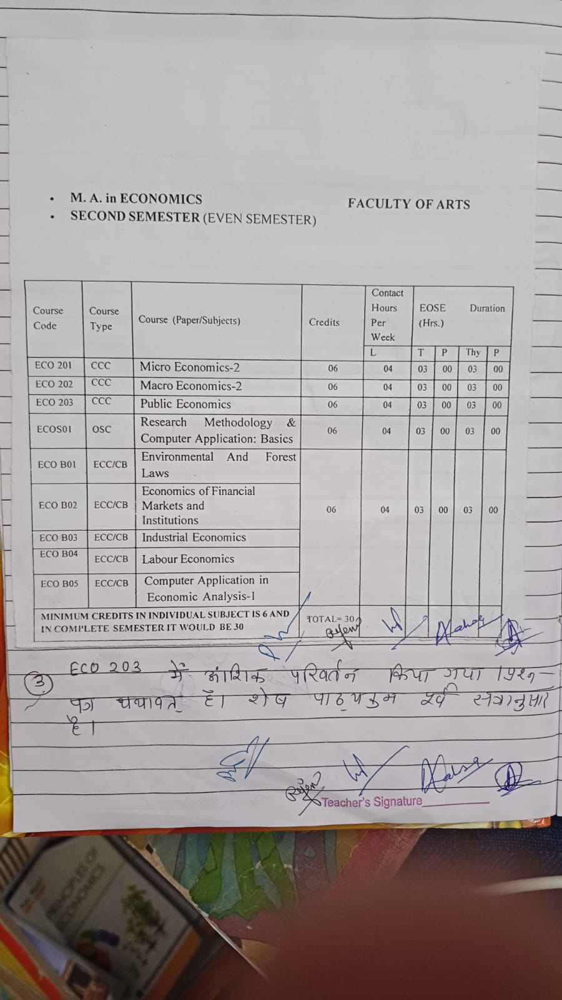 • M. A. in ECONOMICS FACULTY OF ARTS
• SECOND SEMESTER (EVEN SEMESTER)
Course Code Course Type Course (Paper/Subjects) Credits Contact Hours Per Week EOSE Duration (Hrs.)
L T P Thy P
ECO 201 CCC Micro Economics-2 06 04 03 00 03 00
ECO 202 CCC Macro Economics-2 06 04 03 00 03 00
ECO 203 CCC Public Economics 06 04 03 00 03 00
ECOS01 OSC Research Methodology & Computer Application: Basics 06 04 03 00 03 00
ECO B01 ECC/CB Environmental And Forest Laws
ECO B02 ECC/CB Economics of Financial Markets and Institutions 06 04 03 00 03 00
ECO B03 ECC/CB Industrial Economics
ECO B04 ECC/CB Labour Economics
ECO B05 ECC/CB Computer Application in Economic Analysis-1
MINIMUM CREDITS IN INDIVIDUAL SUBJECT IS 6 AND TOTAL= 30
IN COMPLETE SEMESTER IT WOULD BE 30
3. ECO 203 में आंशिक परिवर्तन किया गया। प्रश्न-
पत्र यथावत् है। शेष पाठ्यक्रम पूर्व सत्रानुसार
है।
Teacher's Signature
PRINCIPLES OF
ECONOMICS